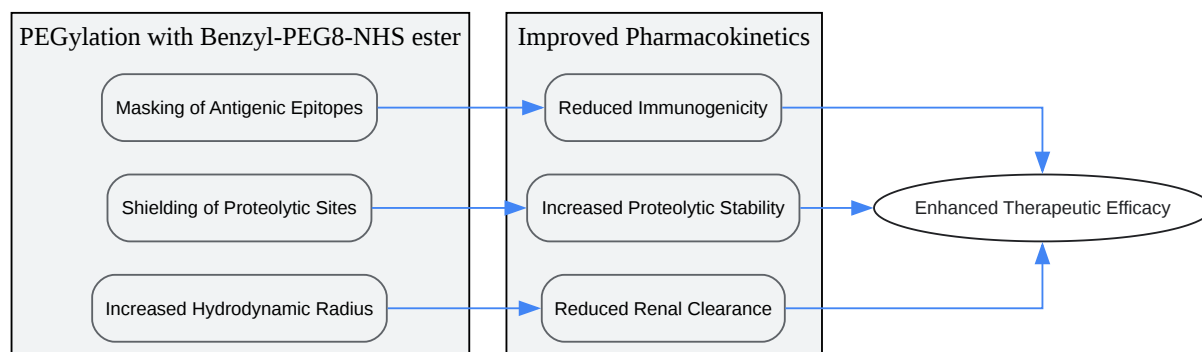 PEGylation with Benzyl-PEG8-NHS ester
Masking of Antigenic Epitopes
Shielding of Proteolytic Sites
Increased Hydrodynamic Radius
Improved Pharmacokinetics
Reduced Immunogenicity
Increased Proteolytic Stability
Reduced Renal Clearance
Enhanced Therapeutic Efficacy